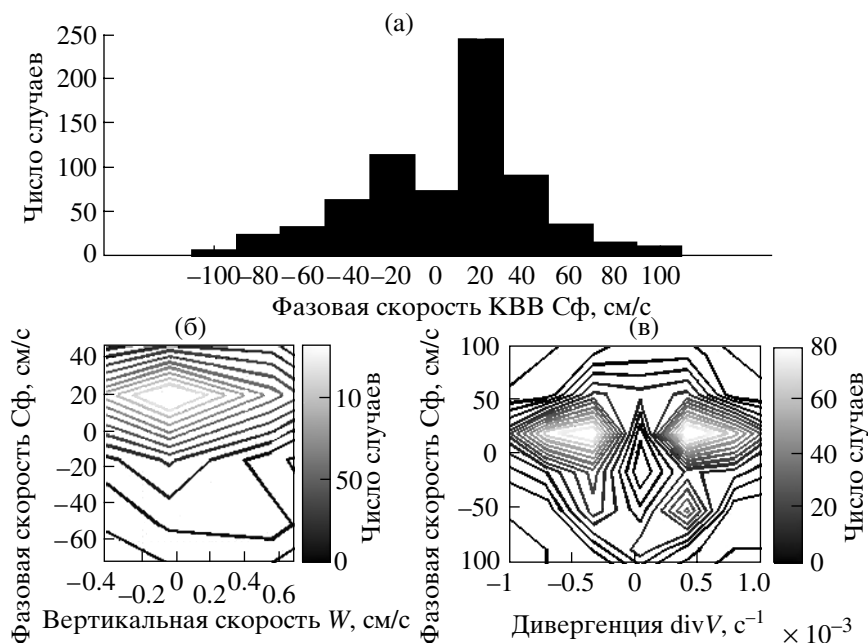 (а)
Число случаев
250
200
150
100
50
0
−100 −80 −60 −40 −20 0 20 40 60 80 100
Фазовая скорость КВВ Сф, см/с
(б)
Фазовая скорость Сф, см/с
40
20
0
−20
−40
−60
−0.4 −0.2 0 0.2 0.4 0.6
Вертикальная скорость W, см/с
10
50
0
Число случаев
(в)
Фазовая скорость Сф, см/с
100
50
0
−50
100
−1 −0.5 0 0.5 1.0
Дивергенция divV, с⁻¹ × 10⁻³
80
60
40
20
0
Число случаев